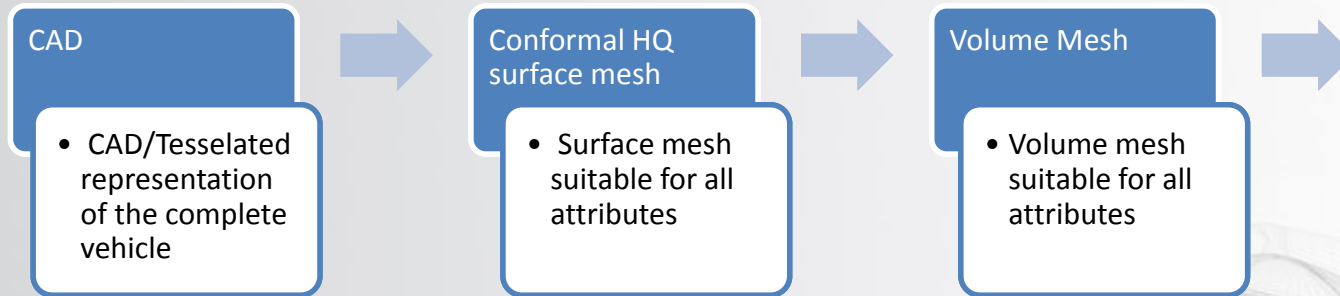 CAD
• CAD/Tesselated
representation
of the complete
vehicle
Conformal HQ
surface mesh
• Surface mesh
suitable for all
attributes
Volume Mesh
• Volume mesh
suitable for all
attributes